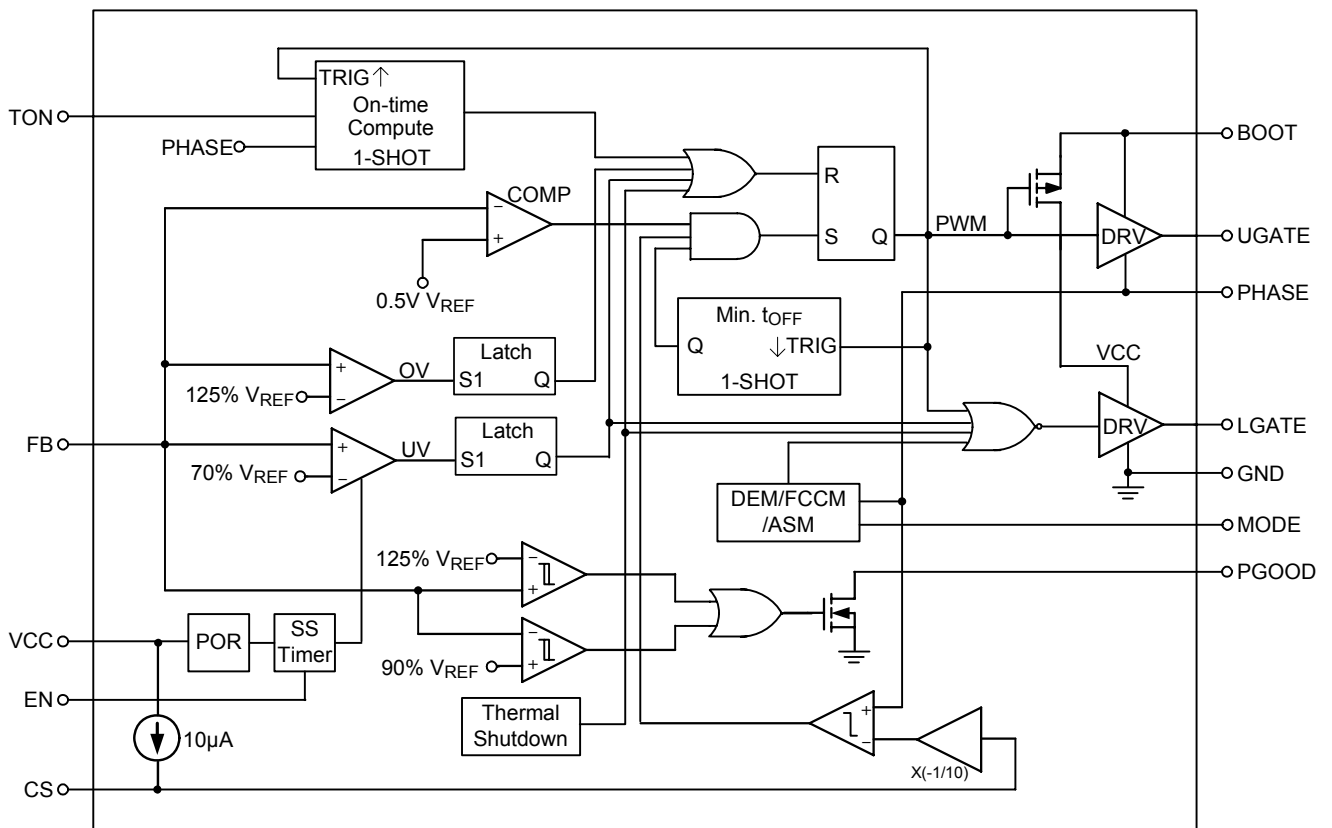 TRIG ↑
On-time
Compute
1-SHOT
TON
PHASE
BOOT
COMP
R
S
Q
PWM
DRV
UGATE
0.5V VREF
PHASE
Min. tOFF
Q
↓TRIG
1-SHOT
VCC
OV
Latch
S1
Q
125% VREF
FB
UV
Latch
S1
Q
70% VREF
DRV
LGATE
GND
DEM/FCCM
/ASM
MODE
125% VREF
PGOOD
VCC
POR
SS
Timer
90% VREF
EN
Thermal
Shutdown
10µA
X(-1/10)
CS
+
−
+
−
+
−
−
+
−
+
+
−